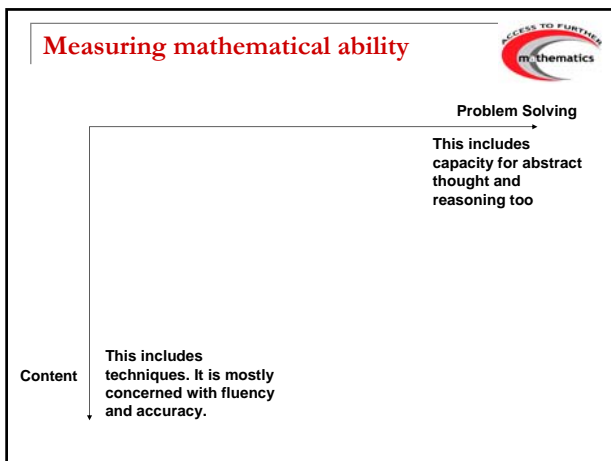 Measuring mathematical ability
ACCESS TO FURTHER
mathematics
Problem Solving
This includes
capacity for abstract
thought and
reasoning too
This includes
techniques. It is mostly
concerned with fluency
and accuracy.
Content